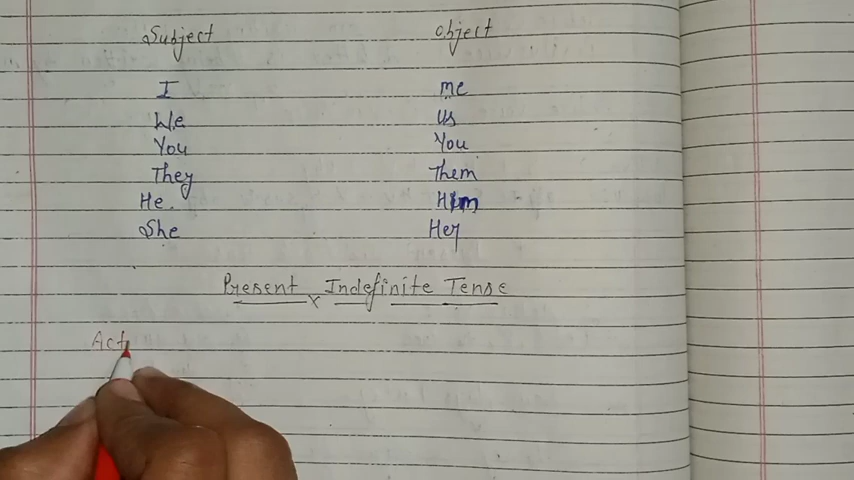 Subject Object
I me
We us
You You
They Them
He. Him
She Her
Present Indefinite Tense
Act